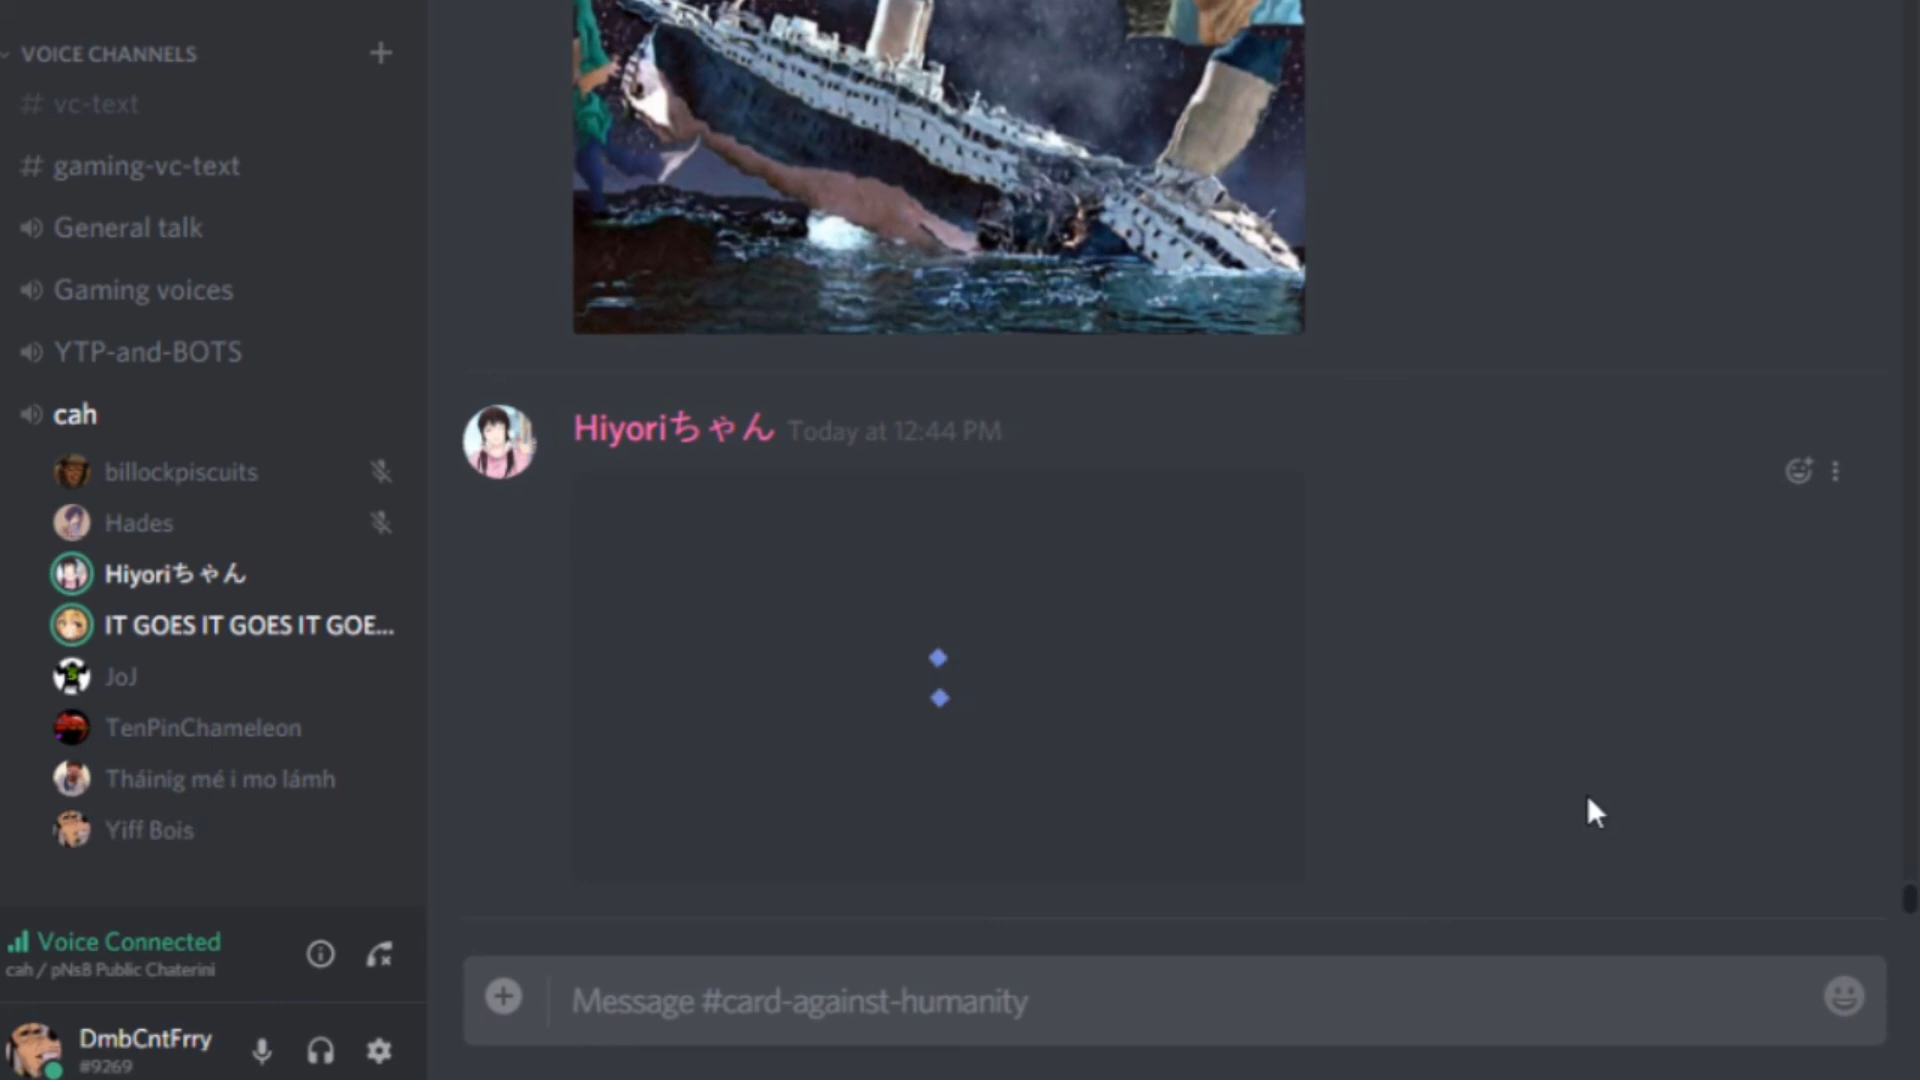 VOICE CHANNELS
# vc-text
# gaming-vc-text
General talk
Gaming voices
YTP-and-BOTS
cah
billockpiscuits
Hades
Hiyoriちゃん
IT GOES IT GOES IT GOE...
JoJ
TenPinChameleon
Tháinig mé i mo lámh
Yiff Bois
Voice Connected
cah / pNsB Public Chaterini
DmbCntFrry
#9269
Hiyoriちゃん Today at 12:44 PM
Message #card-against-humanity